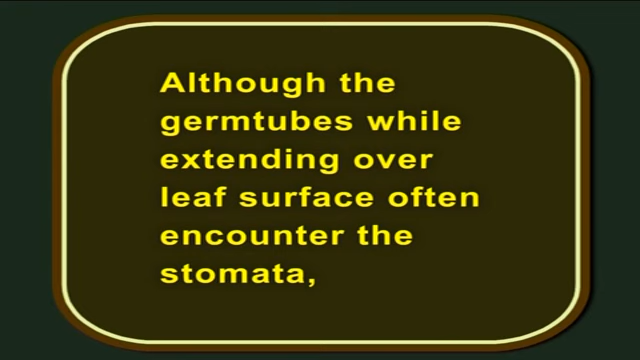 Although the
germtubes while
extending over
leaf surface often
encounter the
stomata,